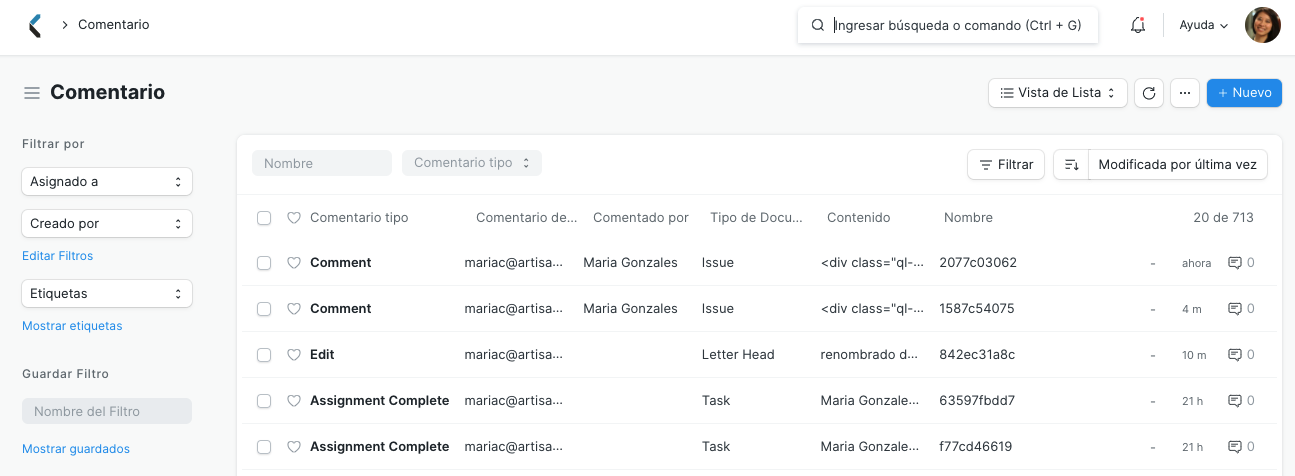 Comentario
Ingresar búsqueda o comando (Ctrl + G)
Ayuda
Comentario
Vista de Lista
...
+ Nuevo
Filtrar por
Asignado a
Creado por
Editar Filtros
Etiquetas
Mostrar etiquetas
Guardar Filtro
Nombre del Filtro
Mostrar guardados
Nombre
Comentario tipo
Filtrar
Modificada por última vez
Comentario tipo Comentario de... Comentado por Tipo de Docu... Contenido Nombre 20 de 713
Comment mariac@artisa... Maria Gonzales Issue <div class="ql-... 2077c03062 - ahora 0
Comment mariac@artisa... Maria Gonzales Issue <div class="ql-... 1587c54075 - 4 m 0
Edit mariac@artisa... Letter Head renombrado d... 842ec31a8c - 10 m 0
Assignment Complete mariac@artisa... Task Maria Gonzale... 63597fbdd7 - 21 h 0
Assignment Complete mariac@artisa... Task Maria Gonzale... f77cd46619 - 21 h 0